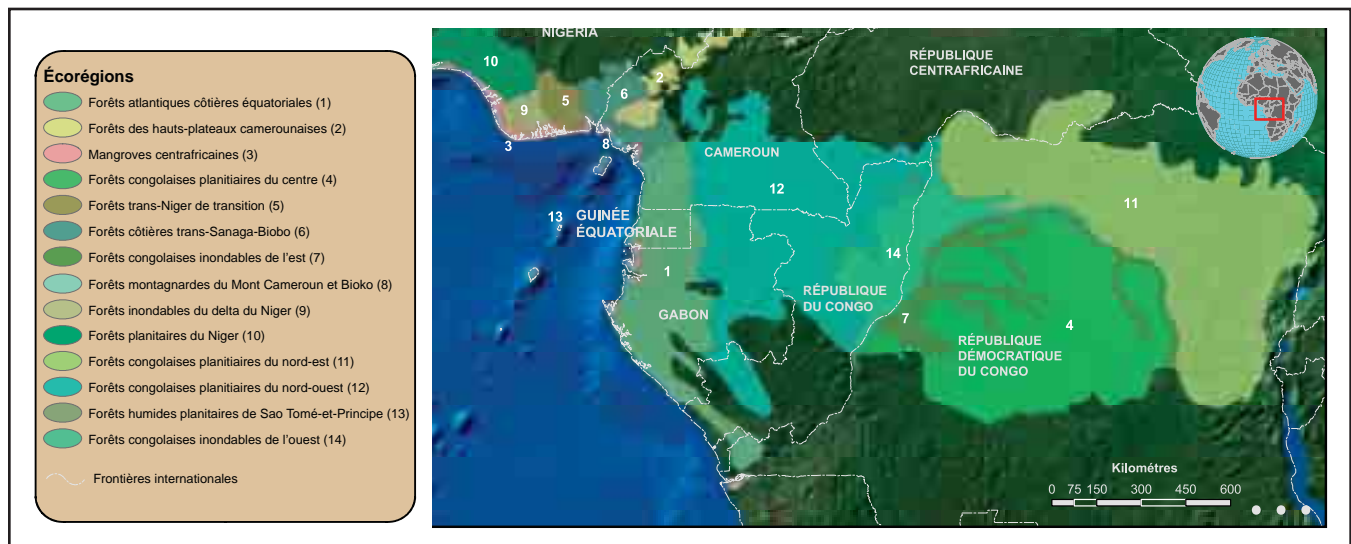 Écorégions
Forêts atlantiques côtières équatoriales (1)
Forêts des hauts-plateaux camerounaises (2)
Mangroves centrafricaines (3)
Forêts congolaises planitiaires du centre (4)
Forêts trans-Niger de transition (5)
Forêts côtières trans-Sanaga-Biobo (6)
Forêts congolaises inondables de l'est (7)
Forêts montagnardes du Mont Cameroun et Bioko (8)
Forêts inondables du delta du Niger (9)
Forêts planitaires du Niger (10)
Forêts congolaises planitiaires du nord-est (11)
Forêts congolaises planitiaires du nord-ouest (12)
Forêts humides planitaires de Sao Tomé-et-Principe (13)
Forêts congolaises inondables de l'ouest (14)
Frontières internationales
NIGERIA
10
2
RÉPUBLIQUE
CENTRAFRICAINE
9
5
6
3
8
CAMEROUN
12
11
13
GUINÉE
ÉQUATORIALE
14
1
RÉPUBLIQUE
DU CONGO
GABON
7
4
RÉPUBLIQUE
DÉMOCRATIQUE
DU CONGO
Kilométres
0 75 150 300 450 600